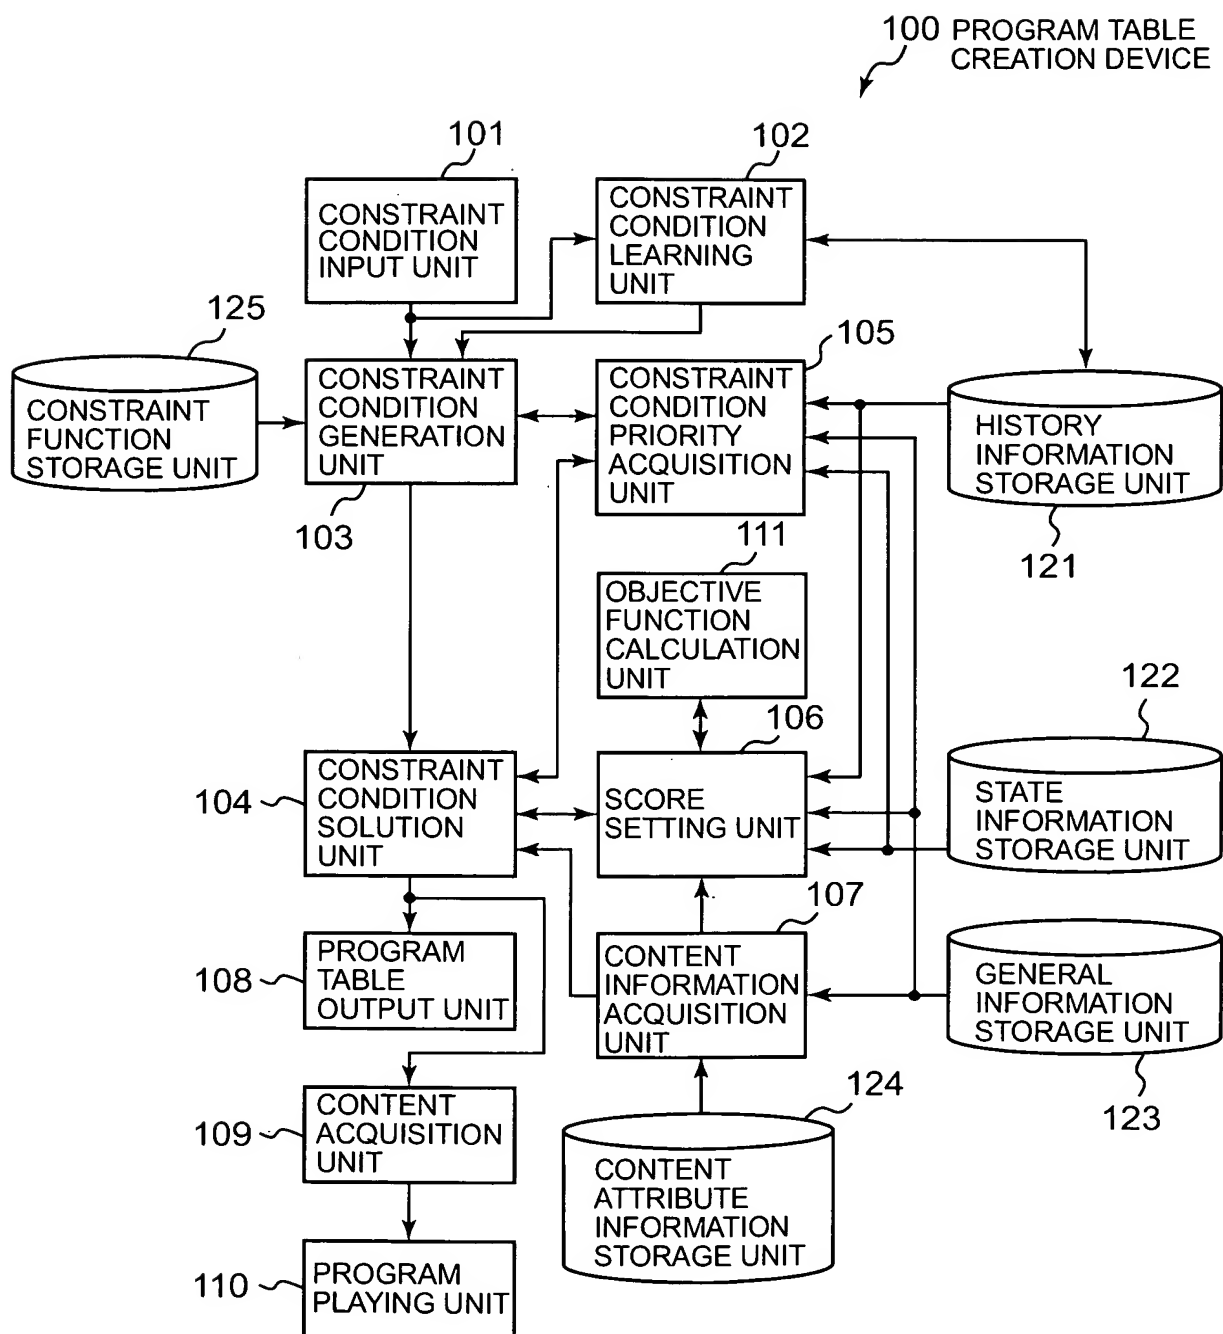 100 PROGRAM TABLE
CREATION DEVICE
101
102
CONSTRAINT
CONDITION
INPUT UNIT
CONSTRAINT
CONDITION
LEARNING
UNIT
125
CONSTRAINT
FUNCTION
STORAGE UNIT
CONSTRAINT
CONDITION
GENERATION
UNIT
103
105
CONSTRAINT
CONDITION
PRIORITY
ACQUISITION
UNIT
HISTORY
INFORMATION
STORAGE UNIT
121
111
OBJECTIVE
FUNCTION
CALCULATION
UNIT
122
STATE
INFORMATION
STORAGE UNIT
104
CONSTRAINT
CONDITION
SOLUTION
UNIT
106
SCORE
SETTING UNIT
107
CONTENT
INFORMATION
ACQUISITION
UNIT
GENERAL
INFORMATION
STORAGE UNIT
123
108
PROGRAM
TABLE
OUTPUT UNIT
109
CONTENT
ACQUISITION
UNIT
124
CONTENT
ATTRIBUTE
INFORMATION
STORAGE UNIT
110
PROGRAM
PLAYING UNIT